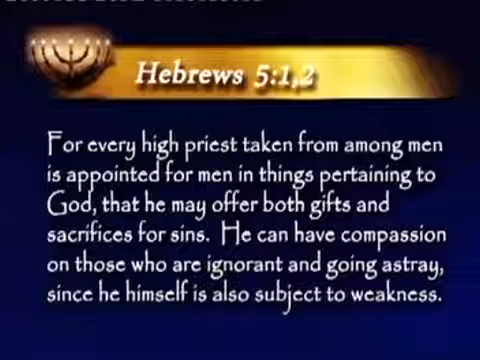 Hebrews 5:1,2
For every high priest taken from among men
is appointed for men in things pertaining to
God, that he may offer both gifts and
sacrifices for sins. He can have compassion
on those who are ignorant and going astray,
since he himself is also subject to weakness.